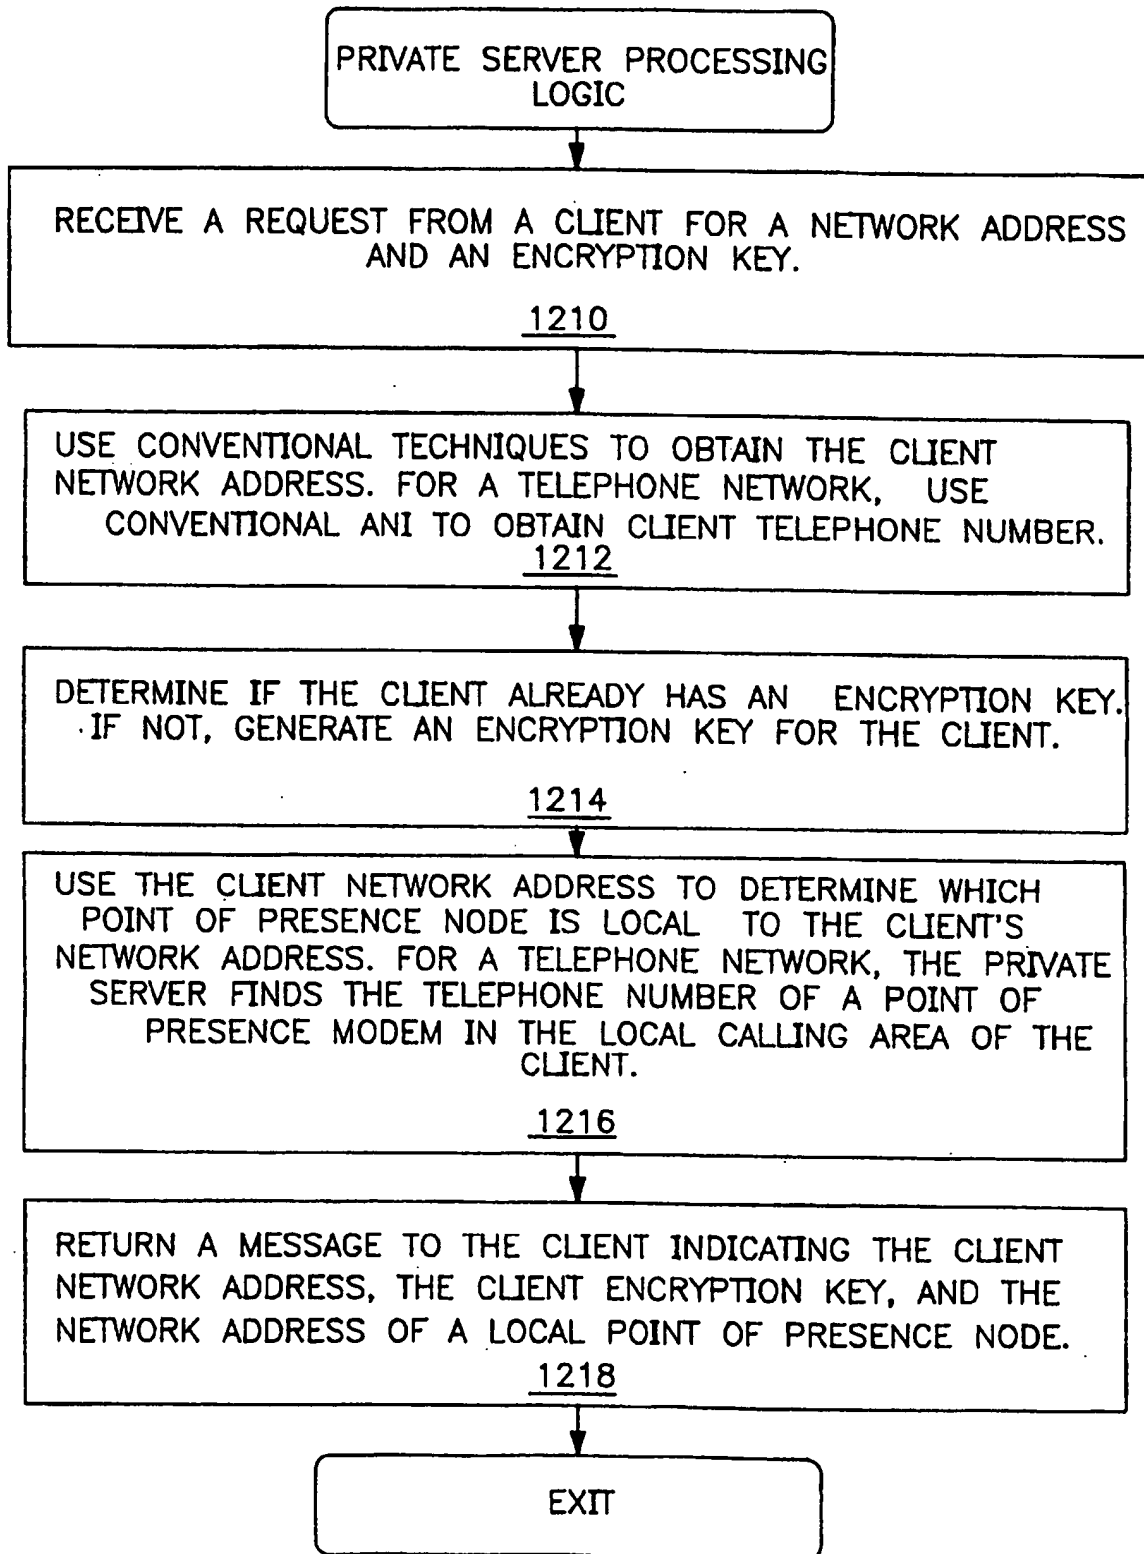 PRIVATE SERVER PROCESSING
LOGIC
RECEIVE A REQUEST FROM A CLIENT FOR A NETWORK ADDRESS
AND AN ENCRYPTION KEY.
1210
USE CONVENTIONAL TECHNIQUES TO OBTAIN THE CLIENT
NETWORK ADDRESS. FOR A TELEPHONE NETWORK, USE
CONVENTIONAL ANI TO OBTAIN CLIENT TELEPHONE NUMBER.
1212
DETERMINE IF THE CLIENT ALREADY HAS AN ENCRYPTION KEY.
IF NOT, GENERATE AN ENCRYPTION KEY FOR THE CLIENT.
1214
USE THE CLIENT NETWORK ADDRESS TO DETERMINE WHICH
POINT OF PRESENCE NODE IS LOCAL TO THE CLIENT'S
NETWORK ADDRESS. FOR A TELEPHONE NETWORK, THE PRIVATE
SERVER FINDS THE TELEPHONE NUMBER OF A POINT OF
PRESENCE MODEM IN THE LOCAL CALLING AREA OF THE
CLIENT.
1216
RETURN A MESSAGE TO THE CLIENT INDICATING THE CLIENT
NETWORK ADDRESS, THE CLIENT ENCRYPTION KEY, AND THE
NETWORK ADDRESS OF A LOCAL POINT OF PRESENCE NODE.
1218
EXIT